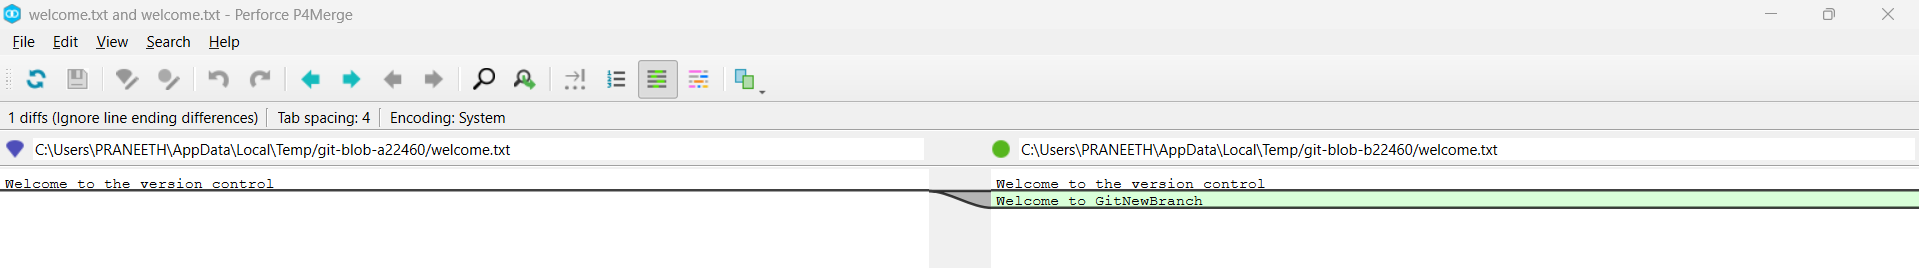 welcome.txt and welcome.txt - Perforce P4Merge
File Edit View Search Help
1 diffs (Ignore line ending differences) Tab spacing: 4 Encoding: System
C:\Users\PRANEETH\AppData\Local\Temp/git-blob-a22460/welcome.txt
C:\Users\PRANEETH\AppData\Local\Temp/git-blob-b22460/welcome.txt
Welcome to the version control
Welcome to the version control
Welcome to GitNewBranch